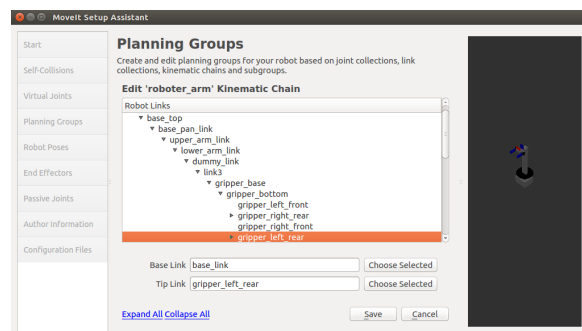 MoveIt Setup Assistant
Start
Self-Collisions
Virtual Joints
Planning Groups
Robot Poses
End Effectors
Passive Joints
Author Information
Configuration Files
Planning Groups
Create and edit planning groups for your robot based on joint collections, link
collections, kinematic chains and subgroups.
Edit 'roboter_arm' Kinematic Chain
Robot Links
base_top
base_pan_link
upper_arm_link
lower_arm_link
dummy_link
link3
gripper_base
gripper_bottom
gripper_left_front
gripper_right_rear
gripper_right_front
gripper_left_rear
Base Link base_link Choose Selected
Tip Link gripper_left_rear Choose Selected
Expand All Collapse All Save Cancel